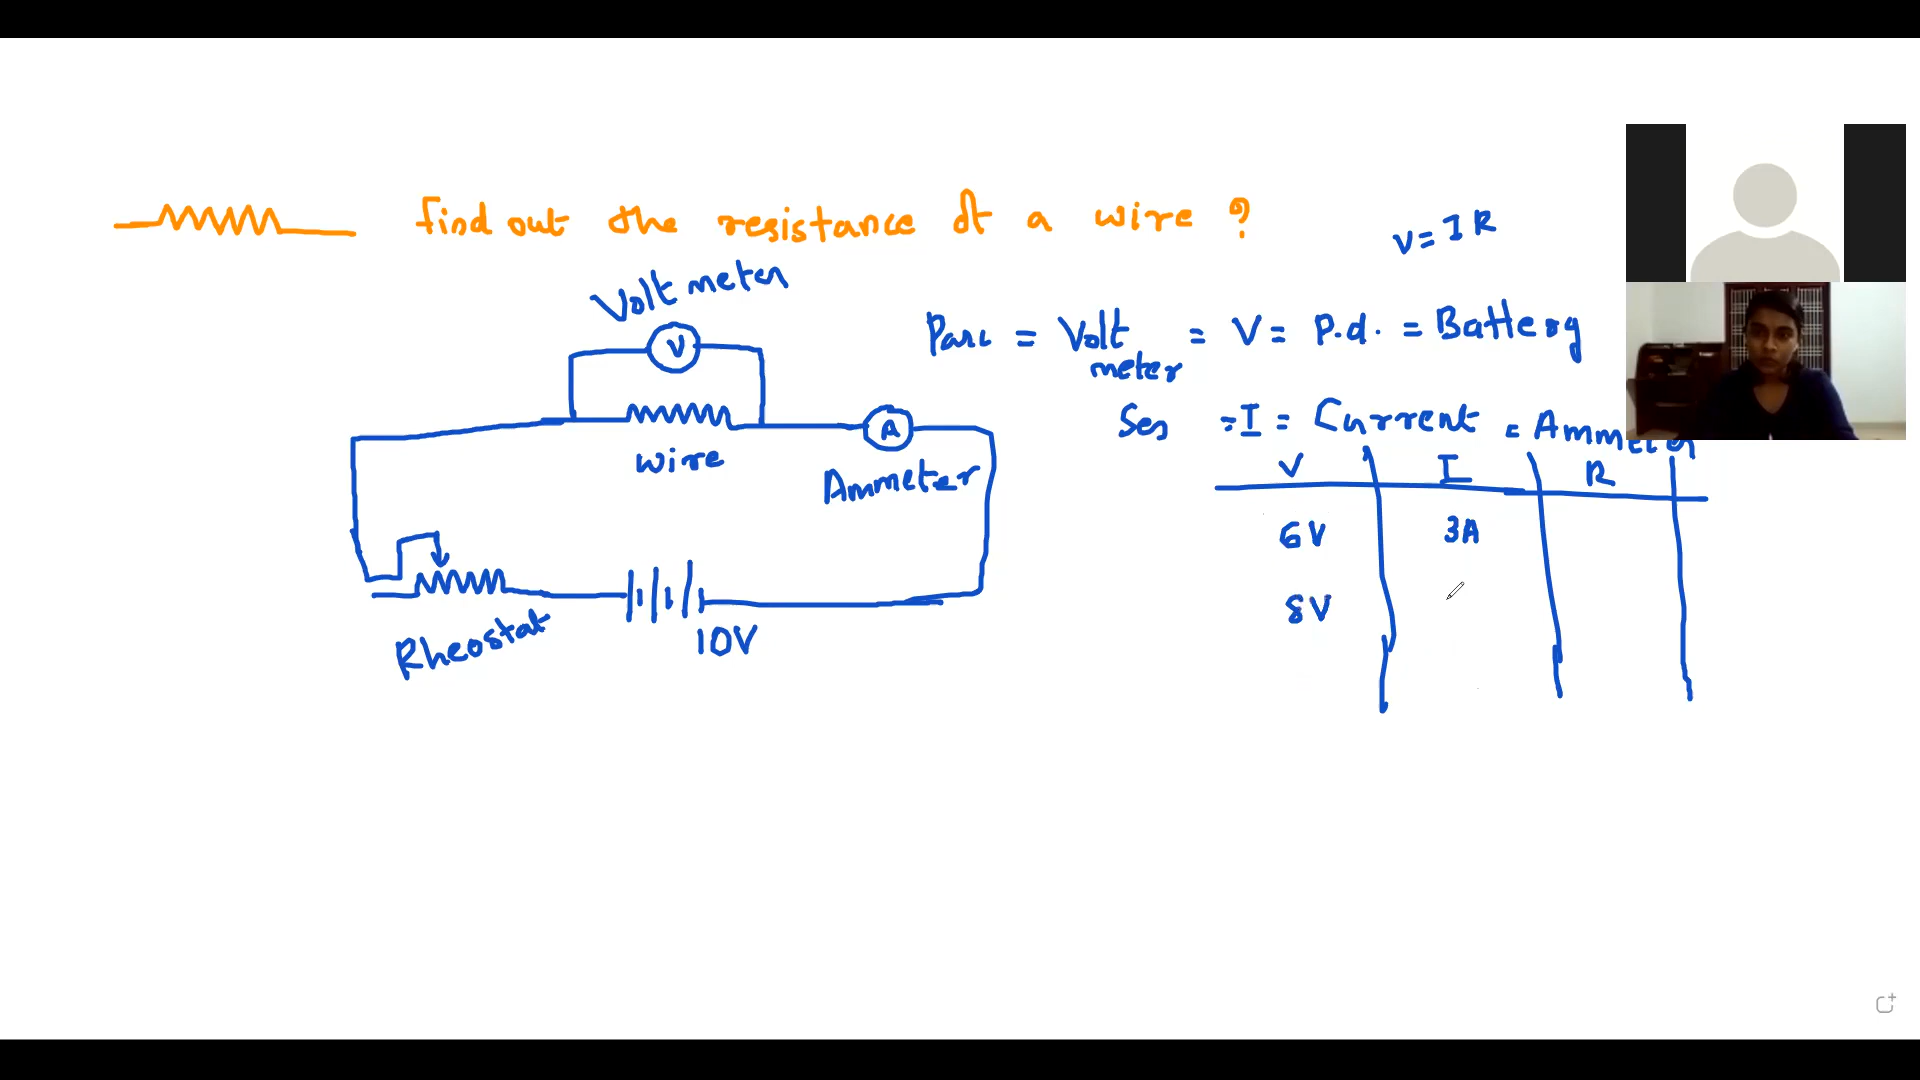 find out the resistance of a wire ?
V = I R
Volt meter
V
Parl = Volt meter = V = P.d. = Battery
Ses = I = Current = Ammeter
A
wire
Ammeter
V I R
6V 3A
8V
Rheostat
10V